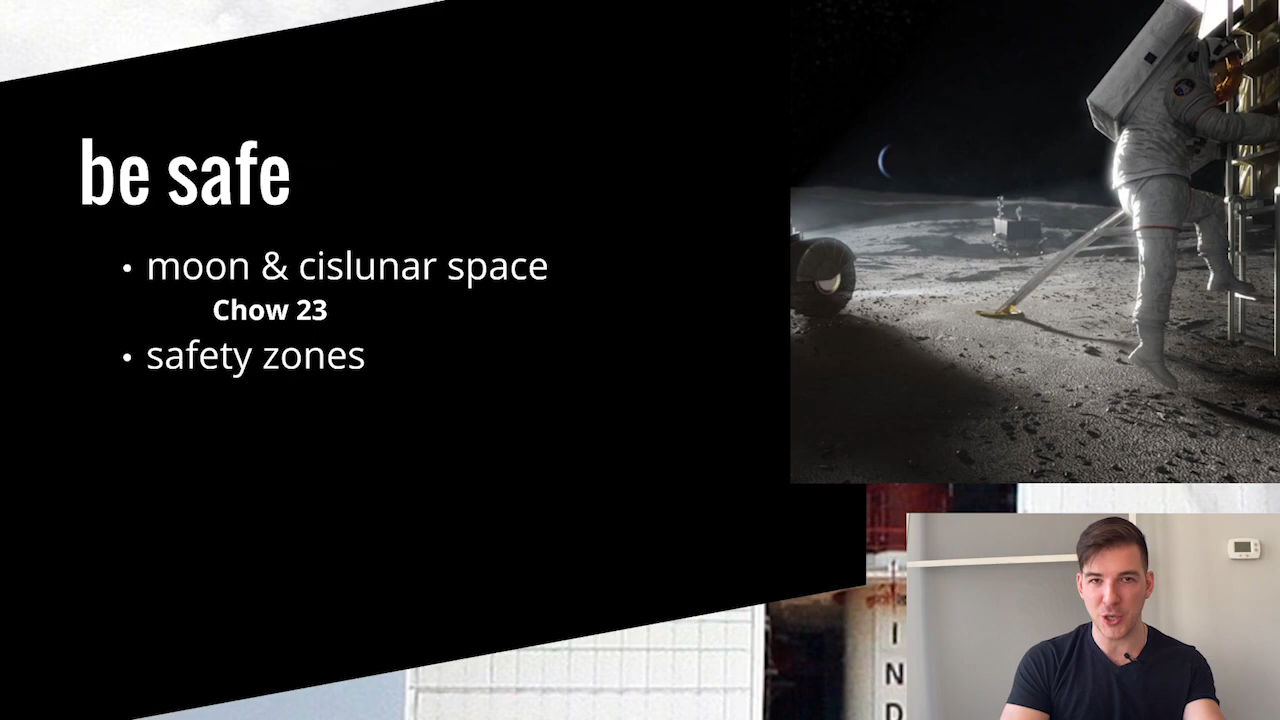 be safe
• moon & cislunar space
Chow 23
• safety zones
I
N
D